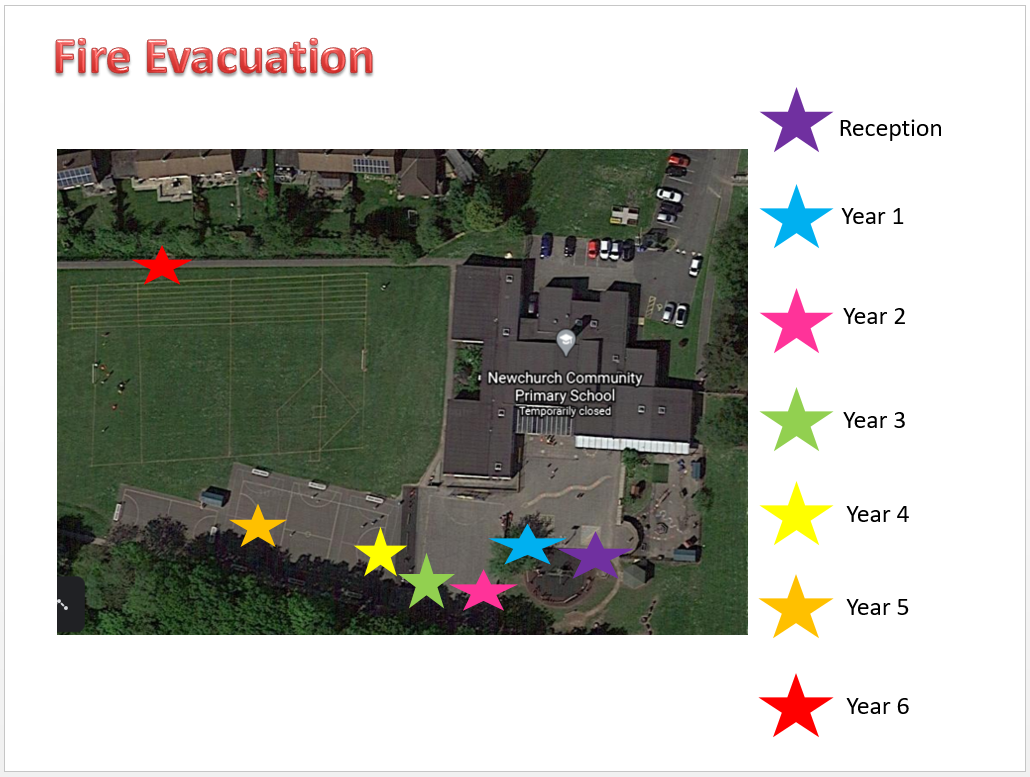 Fire Evacuation
Reception
Year 1
Year 2
Newchurch Community
Primary School
Temporarily closed
Year 3
Year 4
Year 5
Year 6